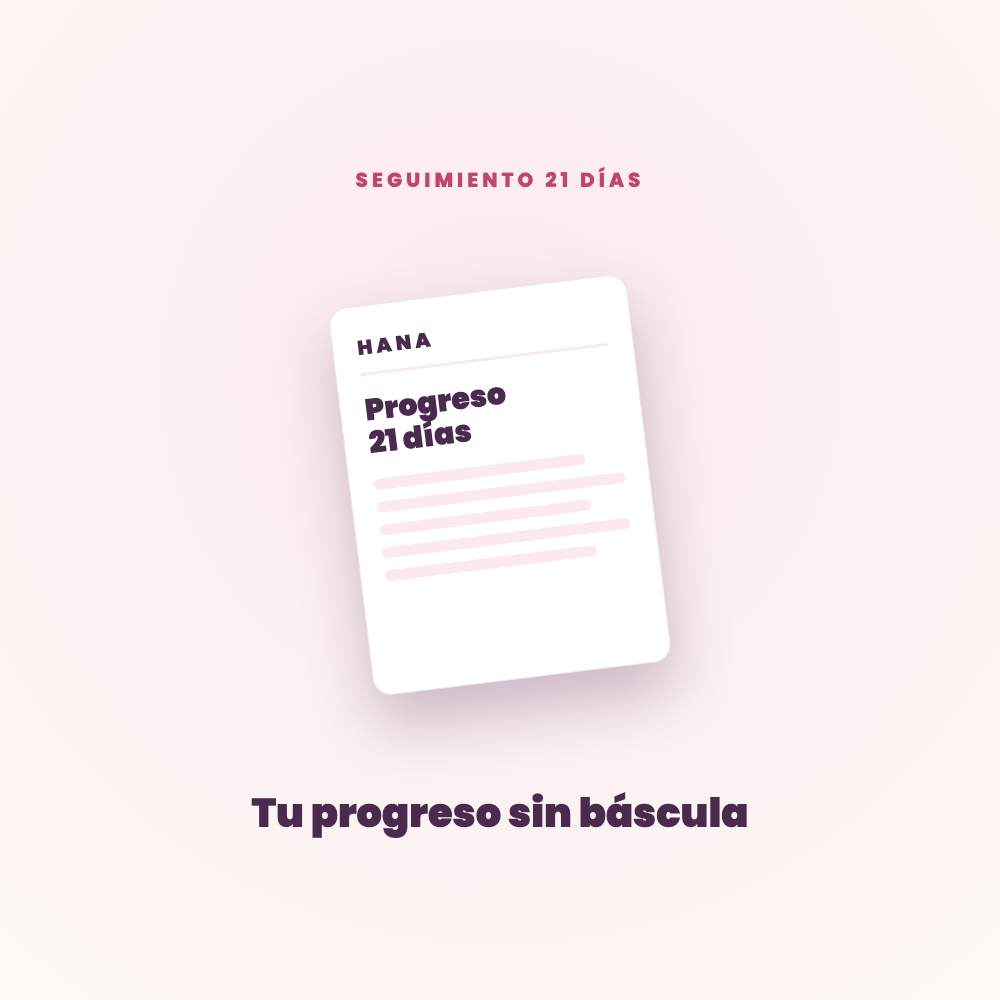 SEGUIMIENTO 21 DÍAS
HANA
Progreso
21 días
Tu progreso sin báscula